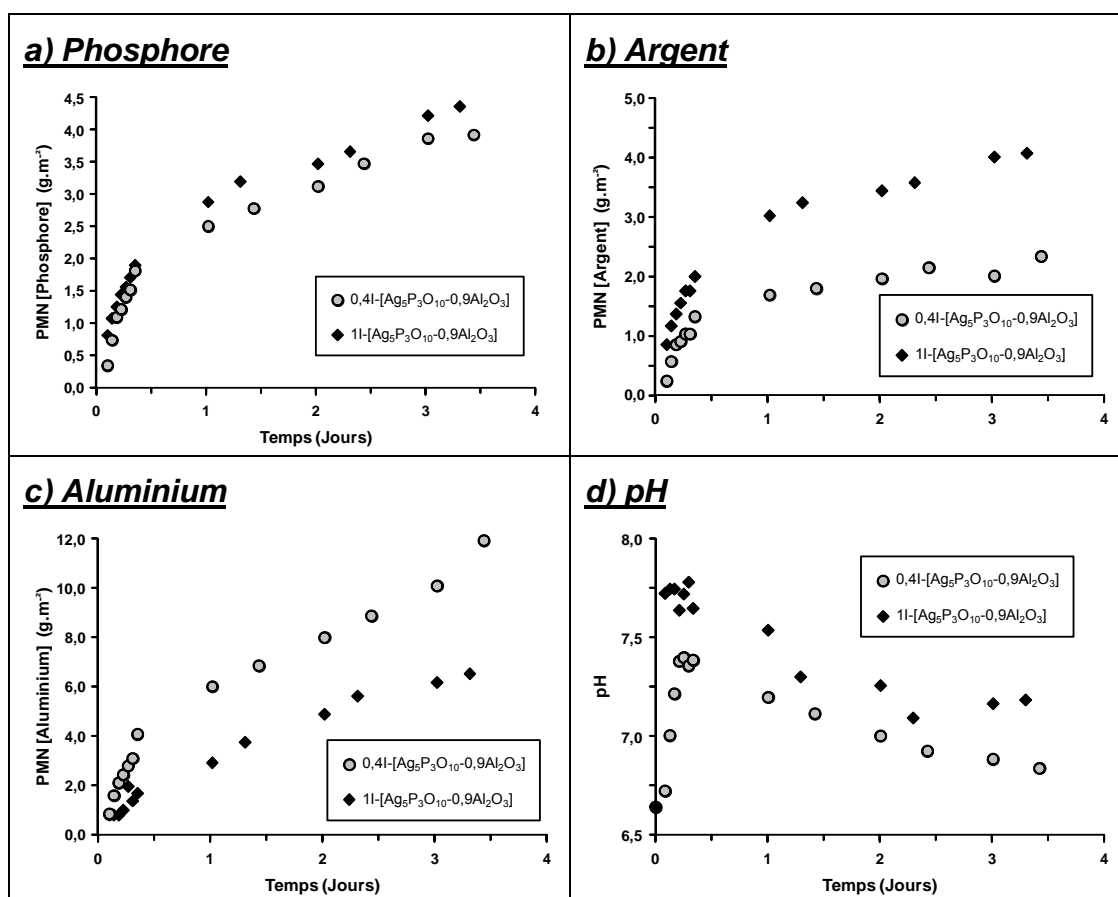 a) Phosphore
PMN [Phosphore] (g.m⁻²)
4,5
4,0
3,5
3,0
2,5
2,0
1,5
1,0
0,5
0,0
0,4I-[Ag₅P₃O₁₀-0,9Al₂O₃]
1I-[Ag₅P₃O₁₀-0,9Al₂O₃]
0 1 2 3 4
Temps (Jours)
b) Argent
PMN [Argent] (g.m⁻²)
5,0
4,0
3,0
2,0
1,0
0,0
0,4I-[Ag₅P₃O₁₀-0,9Al₂O₃]
1I-[Ag₅P₃O₁₀-0,9Al₂O₃]
0 1 2 3 4
Temps (Jours)
c) Aluminium
PMN [Aluminium] (g.m⁻²)
12,0
10,0
8,0
6,0
4,0
2,0
0,0
0,4I-[Ag₅P₃O₁₀-0,9Al₂O₃]
1I-[Ag₅P₃O₁₀-0,9Al₂O₃]
0 1 2 3 4
Temps (Jours)
d) pH
pH
8,0
7,5
7,0
6,5
0,4I-[Ag₅P₃O₁₀-0,9Al₂O₃]
1I-[Ag₅P₃O₁₀-0,9Al₂O₃]
0 1 2 3 4
Temps (Jours)